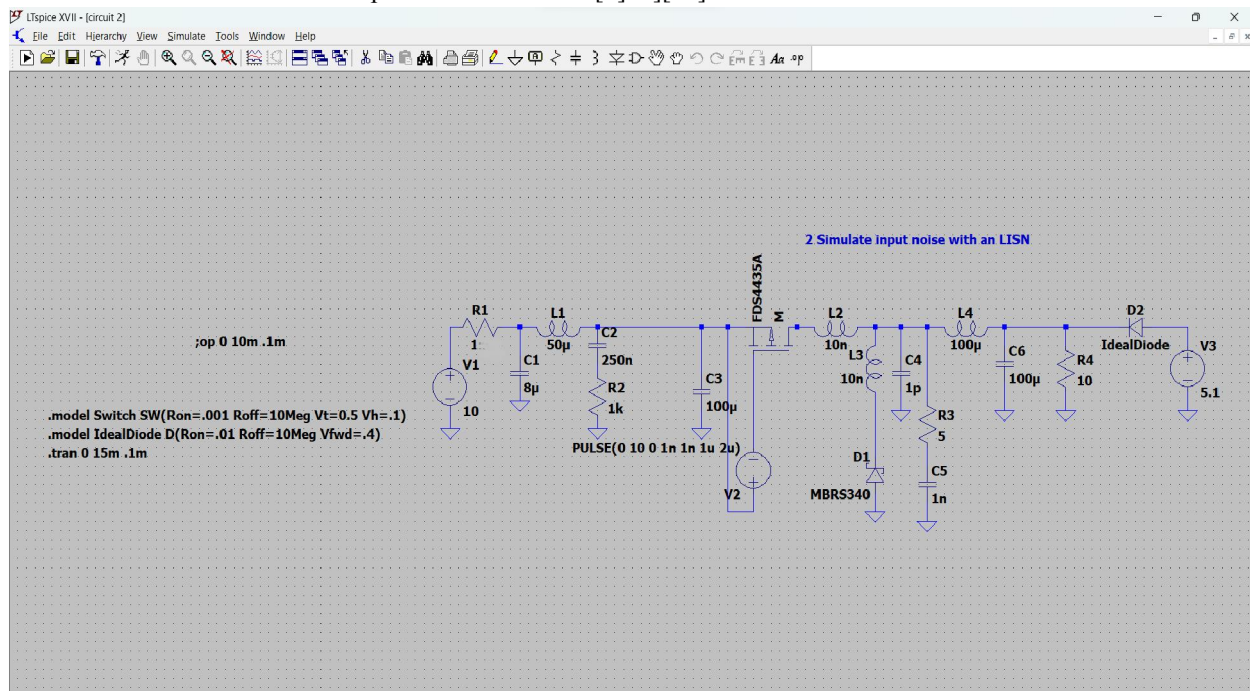 LTspice XVII - [circuit 2]
File Edit Hierarchy View Simulate Tools Window Help
Aa .op
2 Simulate input noise with an LISN
FDS4435A
M
R1
1
L1
50µ
C2
250n
L2
10n
L4
100µ
D2
IdealDiode
;op 0 10m .1m
V1
10
C1
8µ
R2
1k
C3
100µ
L3
10n
C4
1p
C6
100µ
R4
10
V3
5.1
.model Switch SW(Ron=.001 Roff=10Meg Vt=0.5 Vh=.1)
.model IdealDiode D(Ron=.01 Roff=10Meg Vfwd=.4)
.tran 0 15m .1m
R3
5
PULSE(0 10 0 1n 1n 1u 2u)
V2
D1
MBRS340
C5
1n